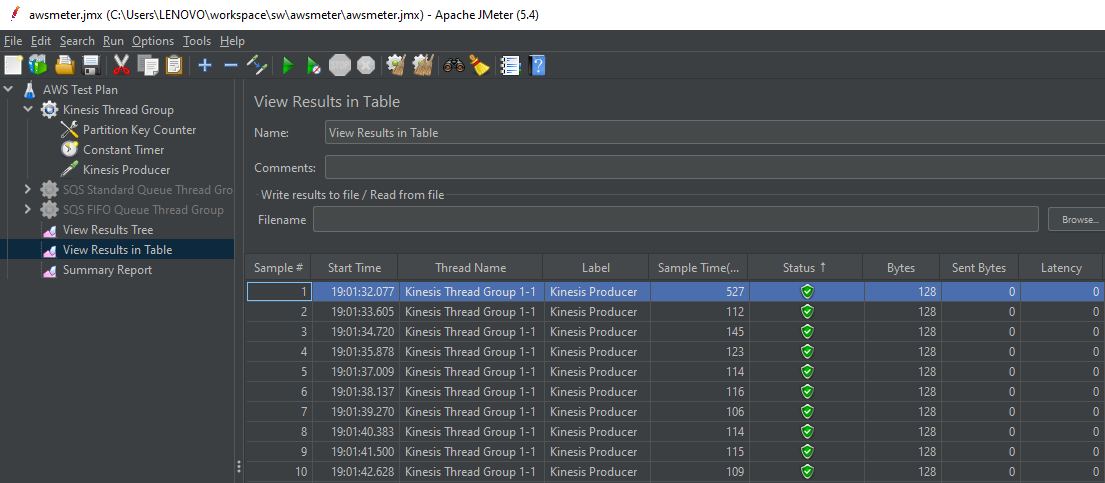 awsmeter.jmx (C:\Users\LENOVO\workspace\sw\awsmeter\awsmeter.jmx) - Apache JMeter (5.4)
File Edit Search Run Options Tools Help
AWS Test Plan
Kinesis Thread Group
Partition Key Counter
Constant Timer
Kinesis Producer
SQS Standard Queue Thread Gro
SQS FIFO Queue Thread Group
View Results Tree
View Results in Table
Summary Report
View Results in Table
Name: View Results in Table
Comments:
Write results to file / Read from file
Filename Browse...
Sample # Start Time Thread Name Label Sample Time(... Status ↑ Bytes Sent Bytes Latency
1 19:01:32.077 Kinesis Thread Group 1-1 Kinesis Producer 527 128 0 0
2 19:01:33.605 Kinesis Thread Group 1-1 Kinesis Producer 112 128 0 0
3 19:01:34.720 Kinesis Thread Group 1-1 Kinesis Producer 145 128 0 0
4 19:01:35.878 Kinesis Thread Group 1-1 Kinesis Producer 123 128 0 0
5 19:01:37.009 Kinesis Thread Group 1-1 Kinesis Producer 114 128 0 0
6 19:01:38.137 Kinesis Thread Group 1-1 Kinesis Producer 116 128 0 0
7 19:01:39.270 Kinesis Thread Group 1-1 Kinesis Producer 106 128 0 0
8 19:01:40.383 Kinesis Thread Group 1-1 Kinesis Producer 114 128 0 0
9 19:01:41.500 Kinesis Thread Group 1-1 Kinesis Producer 115 128 0 0
10 19:01:42.628 Kinesis Thread Group 1-1 Kinesis Producer 109 128 0 0